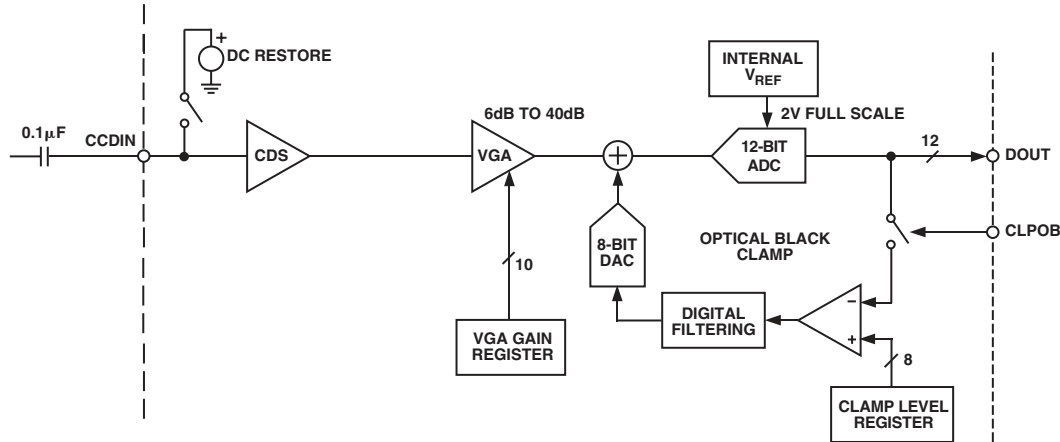 +
DC RESTORE
INTERNAL
VREF
6dB TO 40dB
2V FULL SCALE
0.1μF
CCDIN
CDS
VGA
+
12-BIT
ADC
12
DOUT
8-BIT
DAC
OPTICAL BLACK
CLAMP
CLPOB
10
VGA GAIN
REGISTER
DIGITAL
FILTERING
–
+
8
CLAMP LEVEL
REGISTER